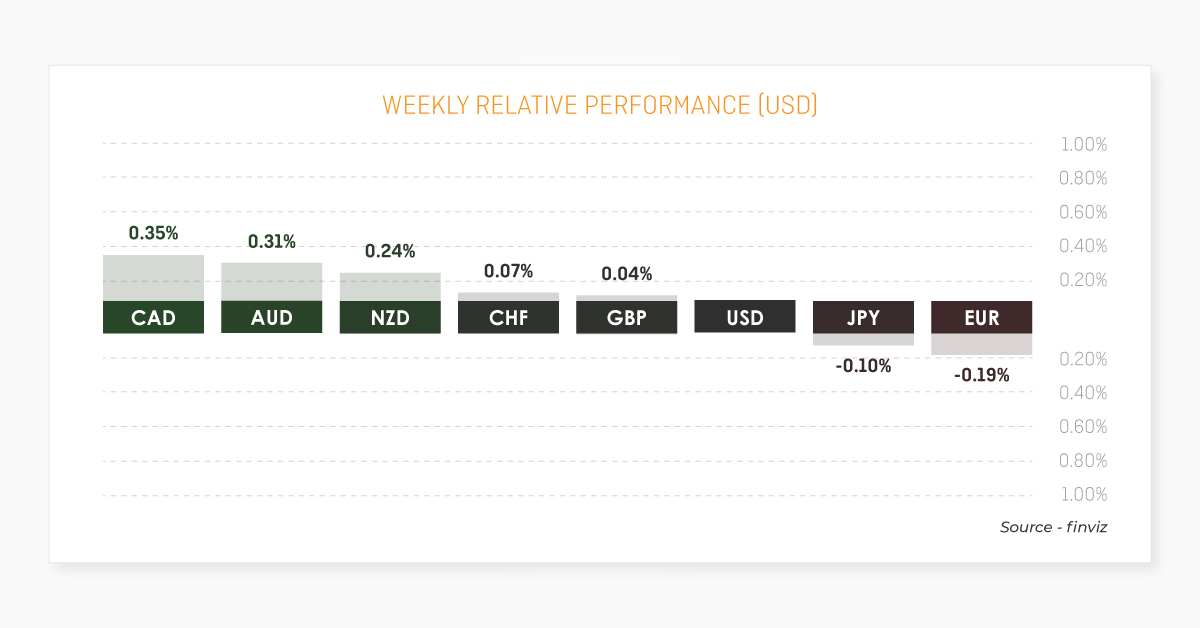 WEEKLY RELATIVE PERFORMANCE (USD)
1.00%
0.80%
0.60%
0.35% 0.31% 0.24% 0.07% 0.04% 0.40%
0.20%
CAD AUD NZD CHF GBP USD JPY EUR
-0.10% -0.19% 0.20%
0.40%
0.60%
0.80%
1.00%
Source - finviz